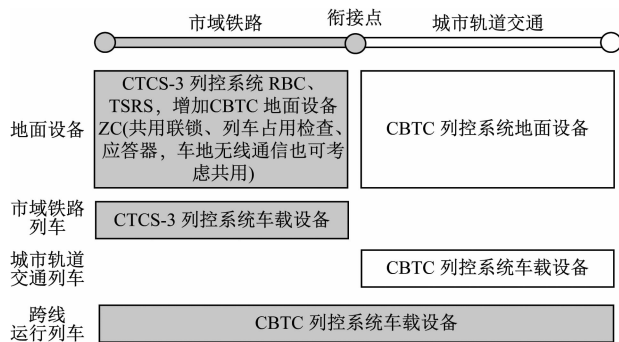 市域铁路
衔接点
城市轨道交通
地面设备
CTCS-3 列控系统 RBC、
TSRS，增加CBTC 地面设备
ZC(共用联锁、列车占用检查、
应答器，车地无线通信也可考
虑共用)
CBTC 列控系统地面设备
市域铁路
列车
CTCS-3 列控系统车载设备
城市轨道
交通列车
CBTC 列控系统车载设备
跨线
运行列车
CBTC 列控系统车载设备